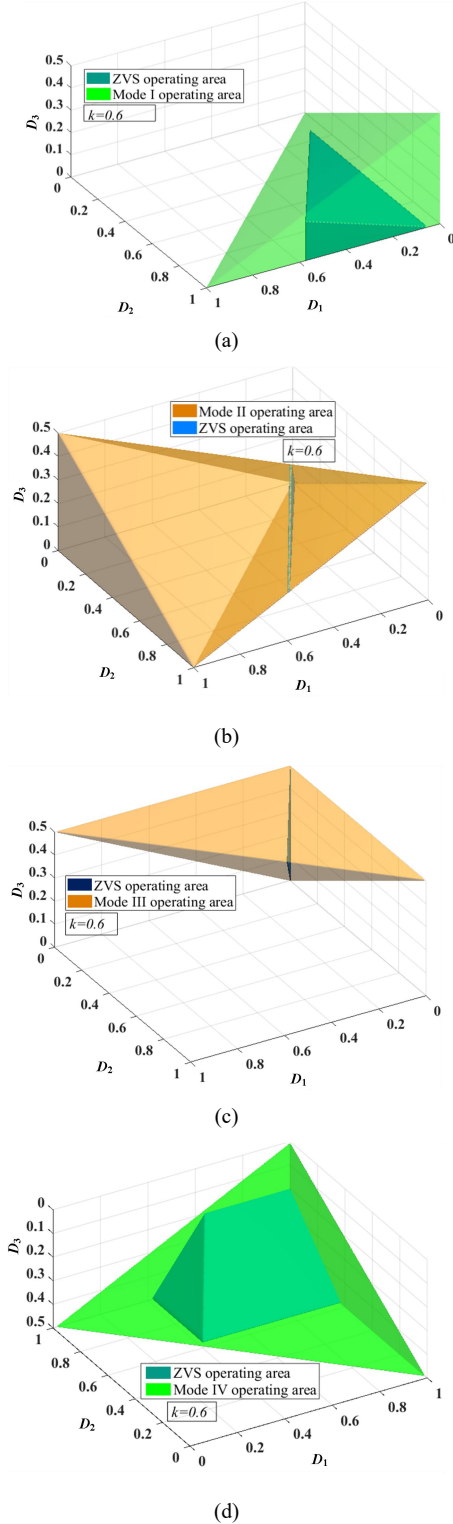 0.5
0.4
0.3
0.2
0.1
0
D3
ZVS operating area
Mode I operating area
k=0.6
0.2
0.4
0.6
0.8
1
D2
1
0.8
0.6
0.4
0.2
0
D1
(a)
0.5
0.4
0.3
0.2
0.1
0
D3
Mode II operating area
ZVS operating area
k=0.6
0.2
0.4
0.6
0.8
1
D2
1
0.8
0.6
0.4
0.2
0
D1
(b)
0.5
0.4
0.3
0.2
0.1
0
D3
ZVS operating area
Mode III operating area
k=0.6
0.2
0.4
0.6
0.8
1
D2
1
0.8
0.6
0.4
0.2
0
D1
(c)
0
0.1
0.2
0.3
0.4
0.5
D3
1
0.8
0.6
0.4
0.2
0
D2
ZVS operating area
Mode IV operating area
k=0.6
0
0.2
0.4
0.6
0.8
1
D1
(d)